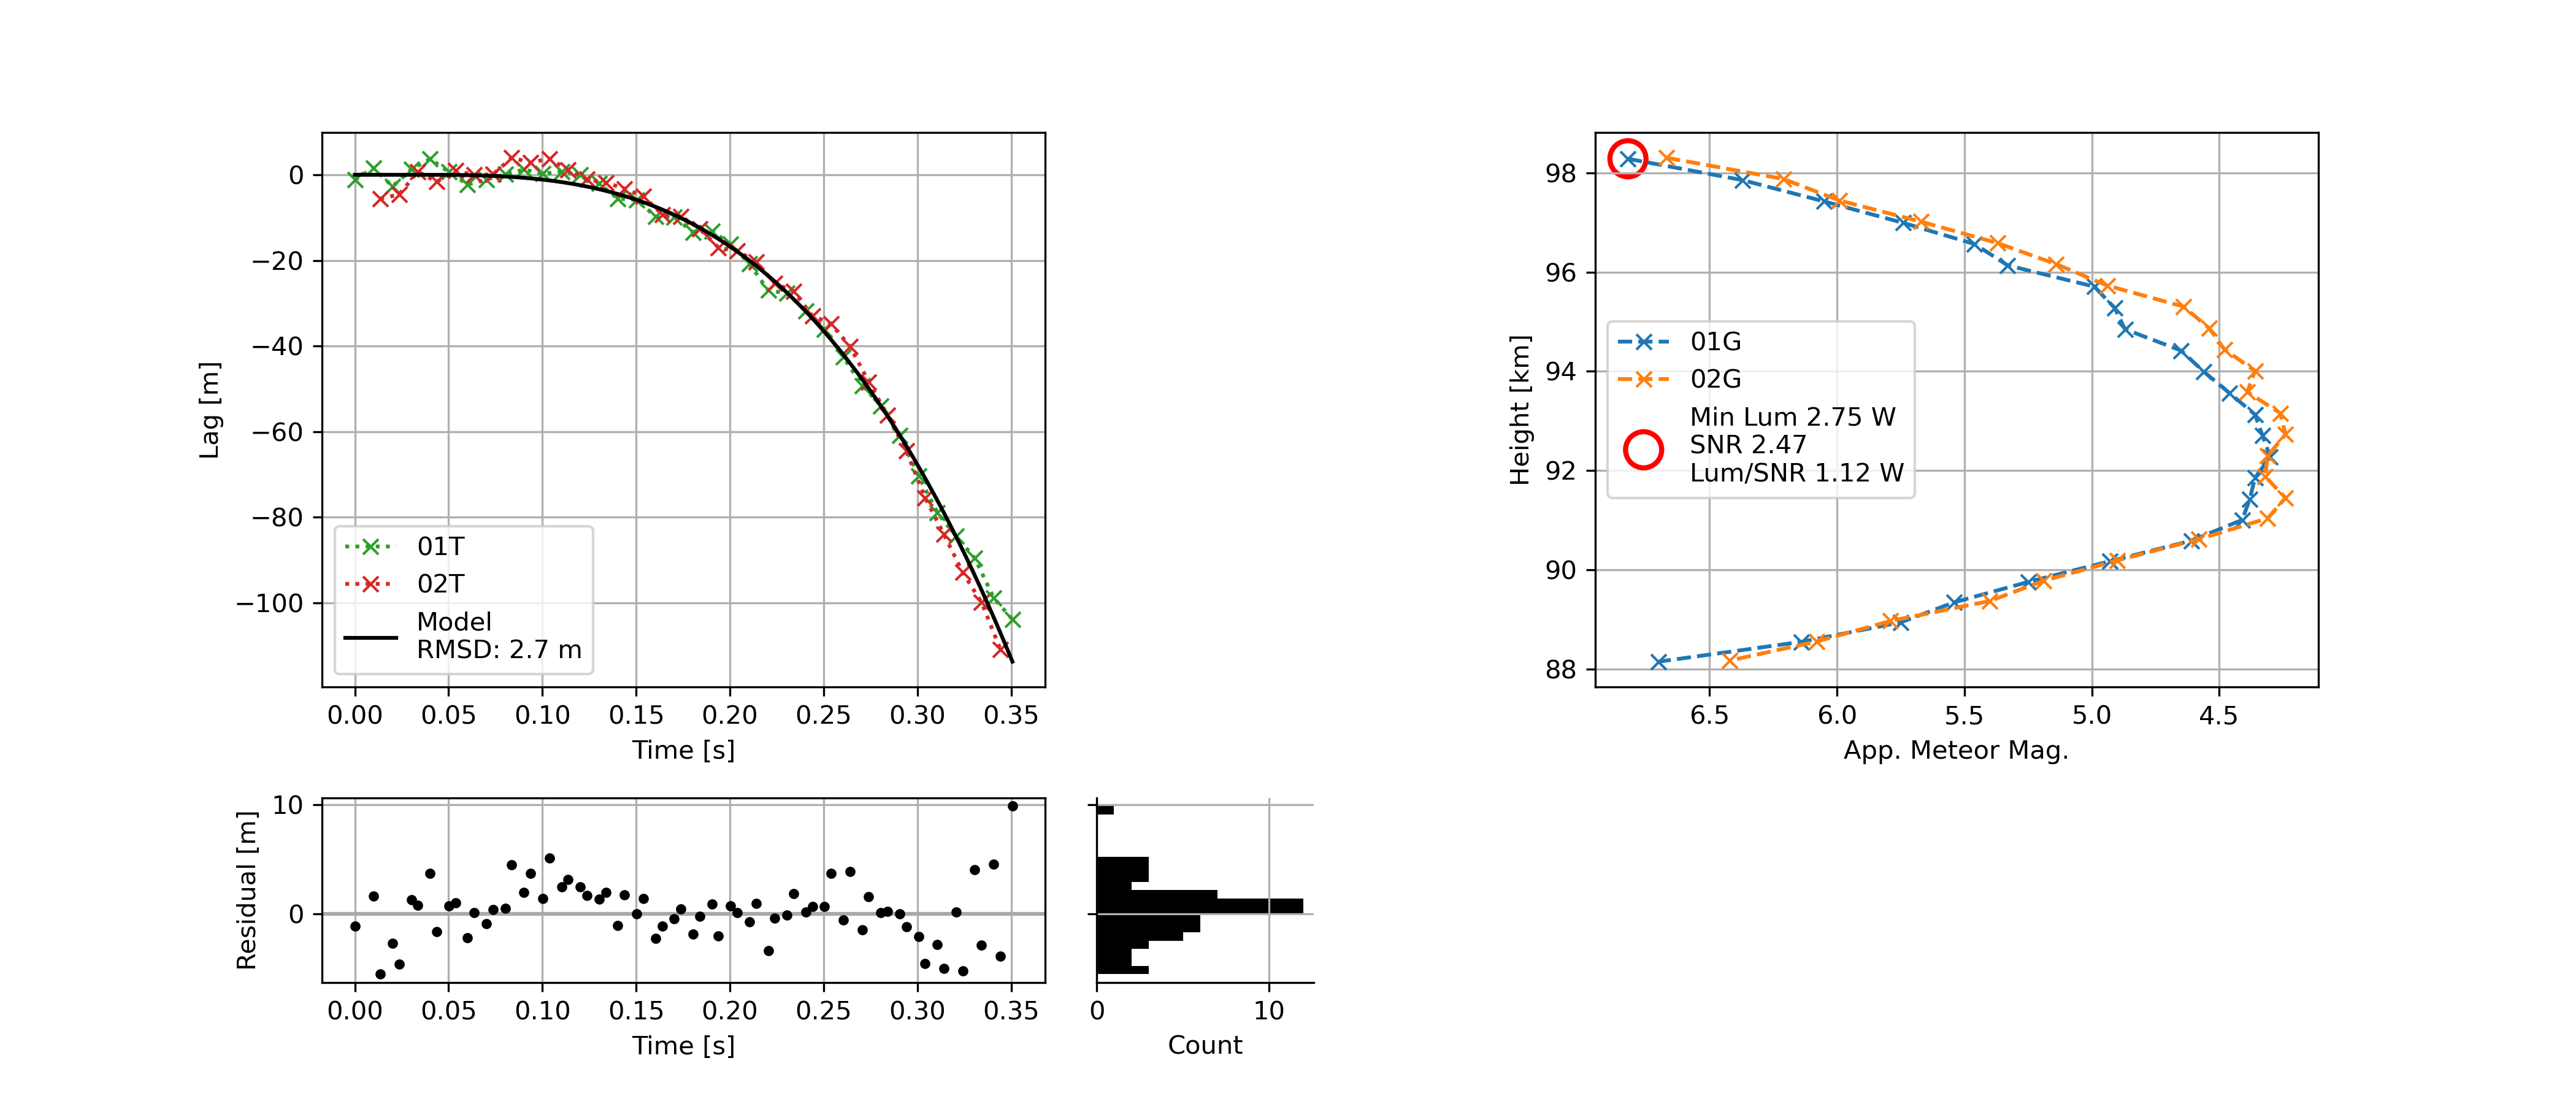 0
−20
−40
−60
−80
−100
Lag [m]
01T
02T
Model
RMSD: 2.7 m
0.00 0.05 0.10 0.15 0.20 0.25 0.30 0.35
Time [s]
98
96
94
92
90
88
Height [km]
01G
02G
Min Lum 2.75 W
SNR 2.47
Lum/SNR 1.12 W
6.5 6.0 5.5 5.0 4.5
App. Meteor Mag.
10
0
Residual [m]
0.00 0.05 0.10 0.15 0.20 0.25 0.30 0.35
Time [s]
0 10
Count